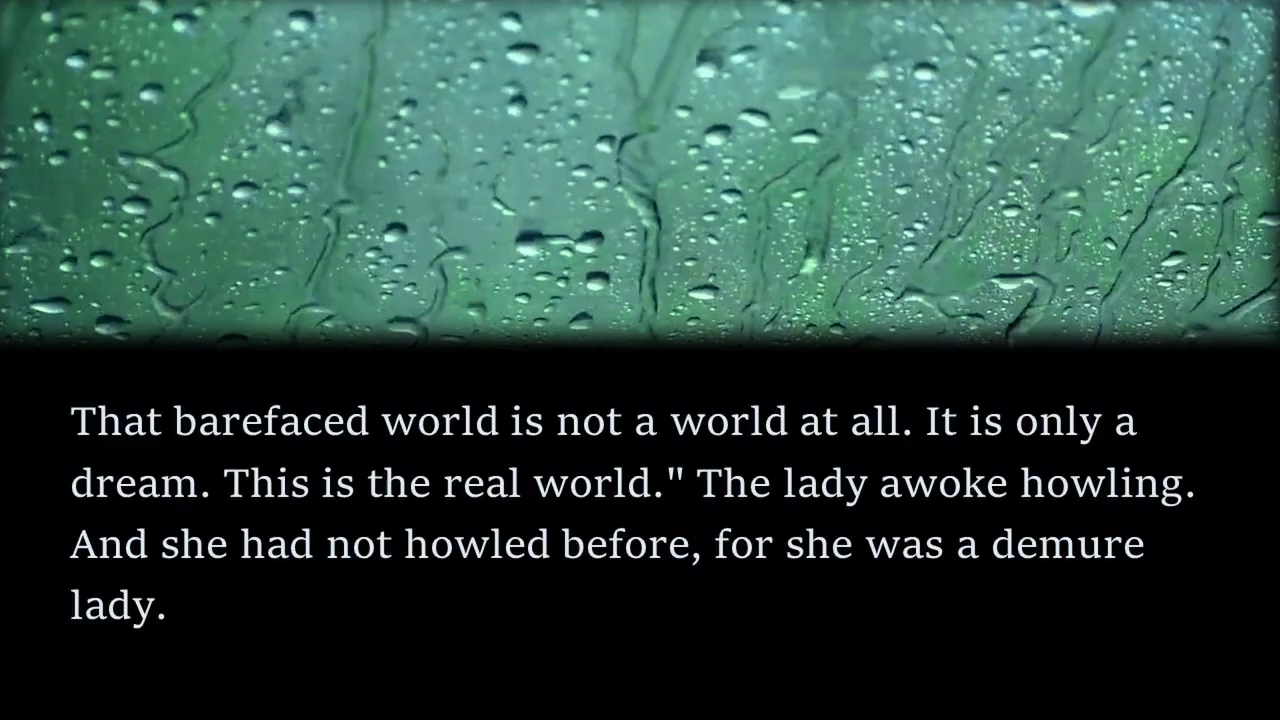 That barefaced world is not a world at all. It is only a
dream. This is the real world." The lady awoke howling.
And she had not howled before, for she was a demure
lady.